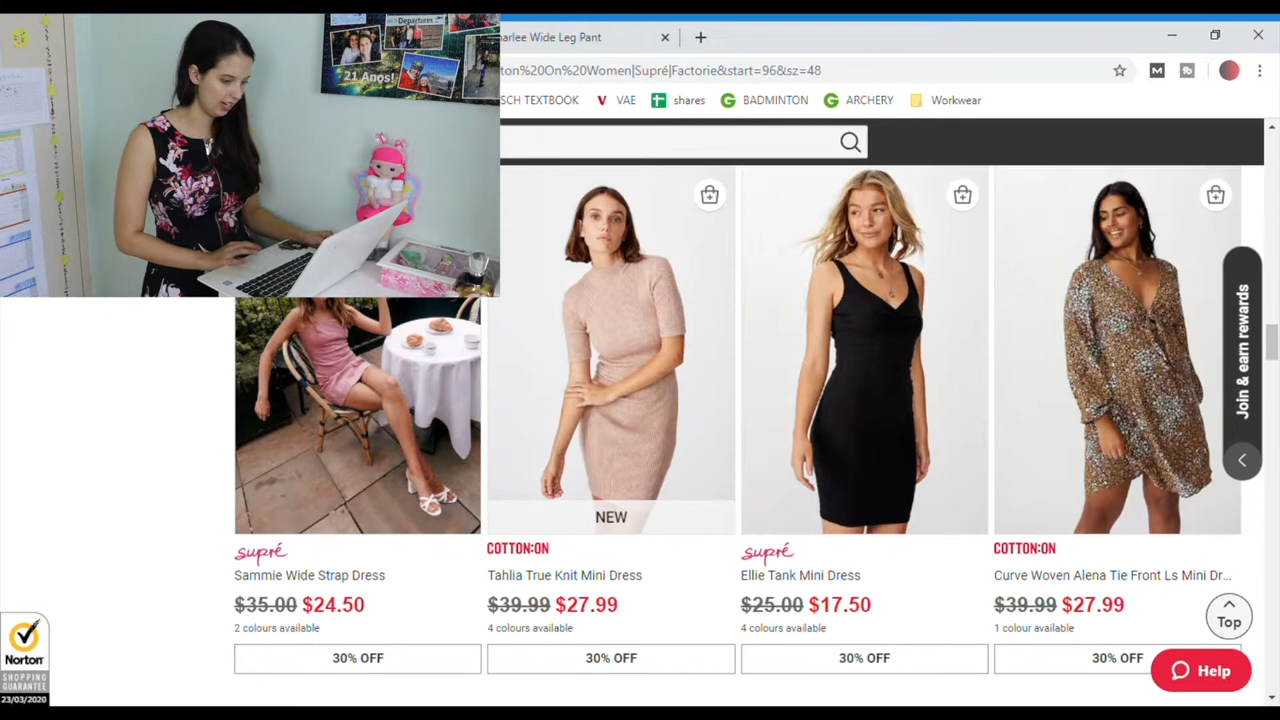 Departures
21 Anos!
arlee Wide Leg Pant
ton%20On%20Women|Supré|Factorie&start=96&sz=48
SCH TEXTBOOK
VAE
shares
BADMINTON
ARCHERY
Workwear
Join & earn rewards
NEW
supré
Sammie Wide Strap Dress
$35.00 $24.50
2 colours available
30% OFF
COTTON:ON
Tahlia True Knit Mini Dress
$39.99 $27.99
4 colours available
30% OFF
supré
Ellie Tank Mini Dress
$25.00 $17.50
4 colours available
30% OFF
COTTON:ON
Curve Woven Alena Tie Front Ls Mini Dr...
$39.99 $27.99
1 colour available
30% OFF
Top
Help
Norton
SHOPPING
GUARANTEE
23/03/2020